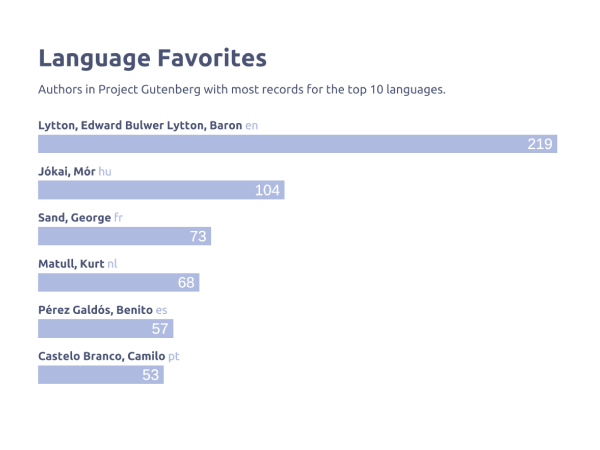 Language Favorites
Authors in Project Gutenberg with most records for the top 10 languages.
Lytton, Edward Bulwer Lytton, Baron en
219
Jókai, Mór hu
104
Sand, George fr
73
Matull, Kurt nl
68
Pérez Galdós, Benito es
57
Castelo Branco, Camilo pt
53